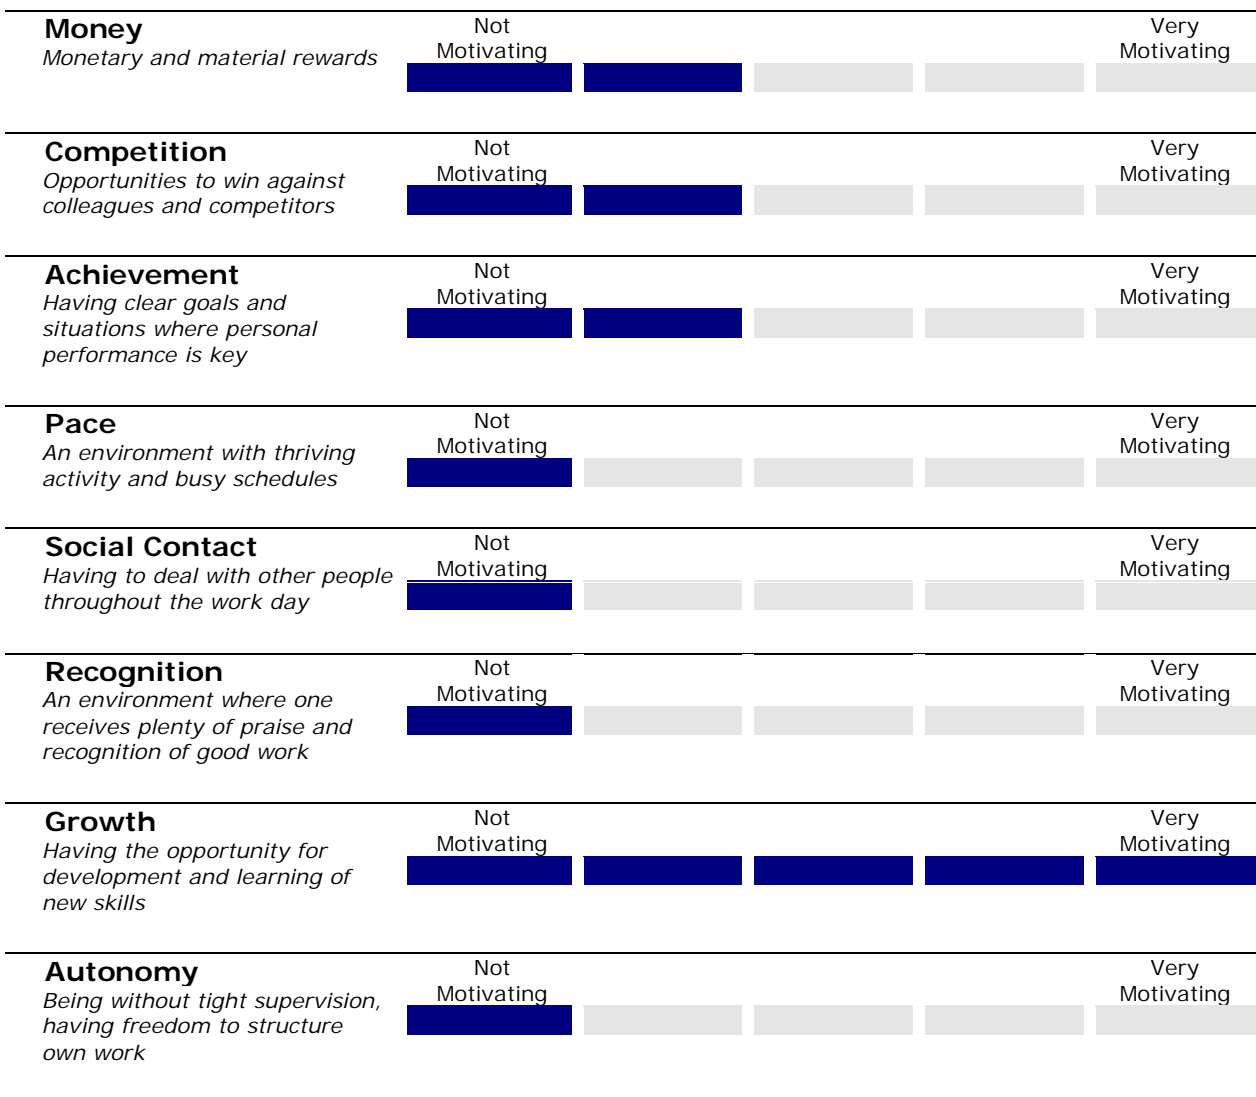 Money
Monetary and material rewards
Not
Motivating
Very
Motivating
Competition
Opportunities to win against
colleagues and competitors
Not
Motivating
Very
Motivating
Achievement
Having clear goals and
situations where personal
performance is key
Not
Motivating
Very
Motivating
Pace
An environment with thriving
activity and busy schedules
Not
Motivating
Very
Motivating
Social Contact
Having to deal with other people
throughout the work day
Not
Motivating
Very
Motivating
Recognition
An environment where one
receives plenty of praise and
recognition of good work
Not
Motivating
Very
Motivating
Growth
Having the opportunity for
development and learning of
new skills
Not
Motivating
Very
Motivating
Autonomy
Being without tight supervision,
having freedom to structure
own work
Not
Motivating
Very
Motivating